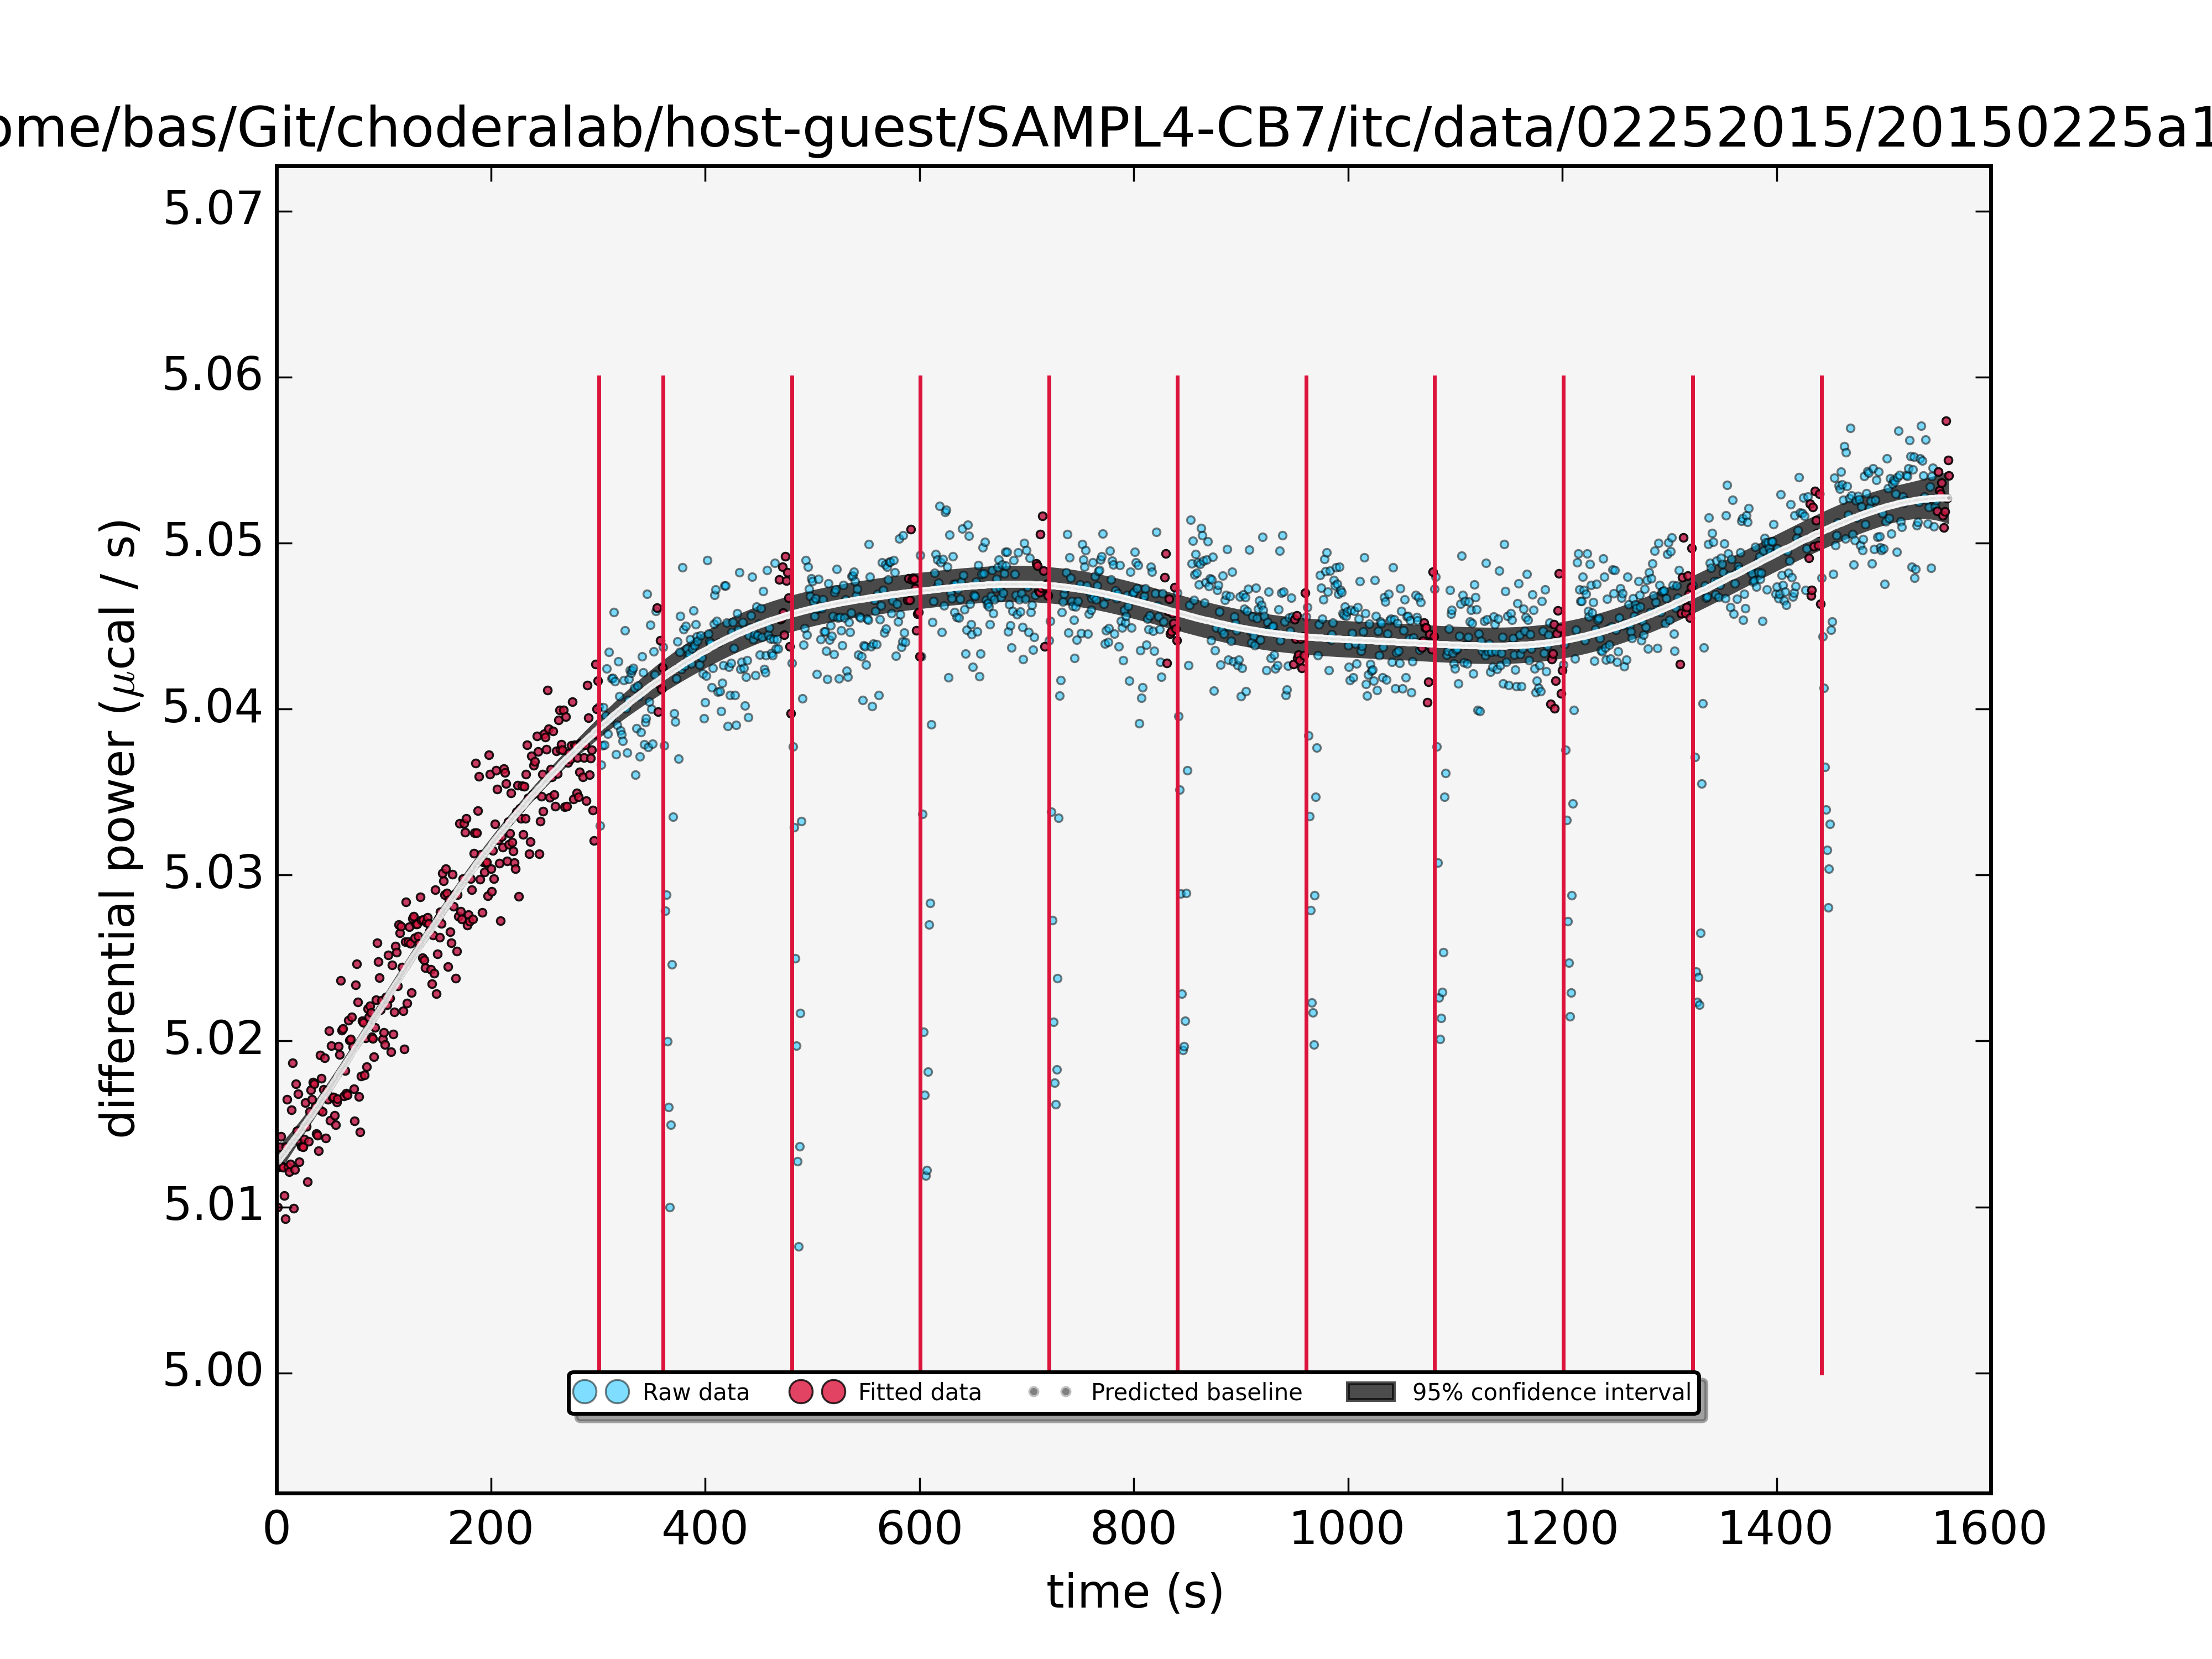 ome/bas/Git/choderalab/host-guest/SAMPL4-CB7/itc/data/02252015/20150225a1
5.07
5.06
5.05
5.04
5.03
5.02
5.01
5.00
differential power (μcal / s)
Raw data Fitted data Predicted baseline 95% confidence interval
0 200 400 600 800 1000 1200 1400 1600
time (s)